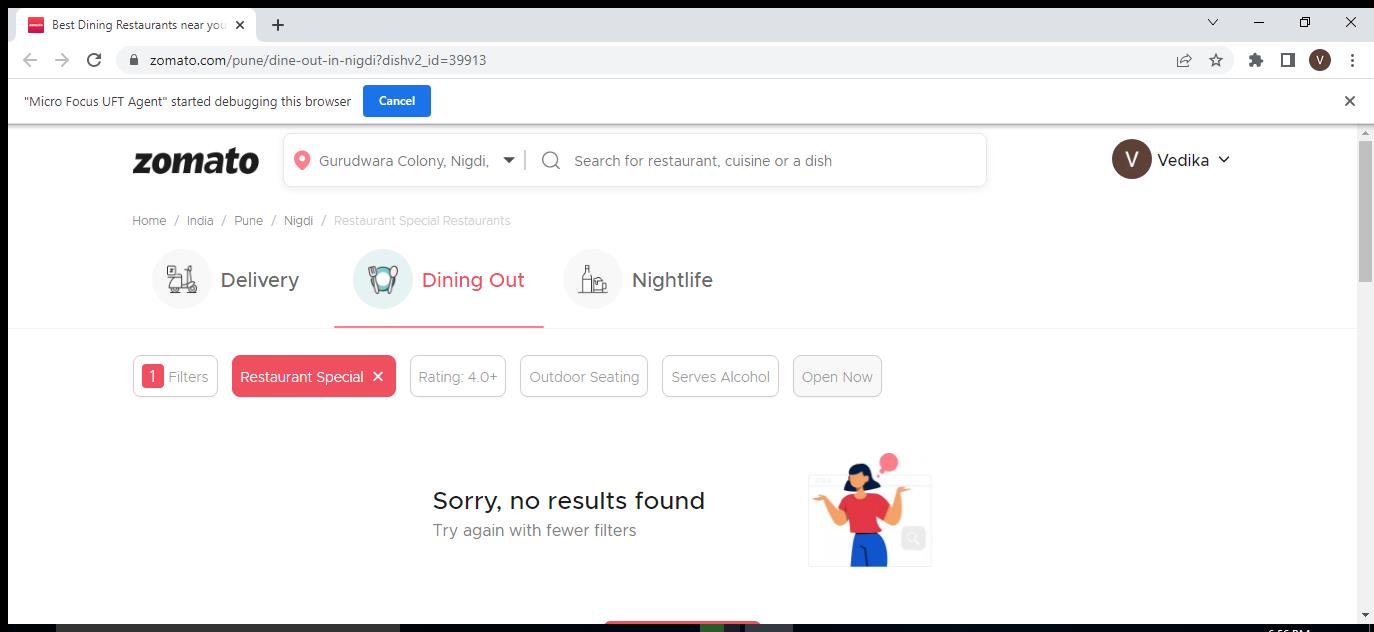 Best Dining Restaurants near you
zomato.com/pune/dine-out-in-nigdi?dishv2_id=39913
V
"Micro Focus UFT Agent" started debugging this browser
Cancel
zomato
Gurudwara Colony, Nigdi,
Search for restaurant, cuisine or a dish
V
Vedika
Home / India / Pune / Nigdi / Restaurant Special Restaurants
Delivery
Dining Out
Nightlife
1 Filters
Restaurant Special
Rating: 4.0+
Outdoor Seating
Serves Alcohol
Open Now
Sorry, no results found
Try again with fewer filters